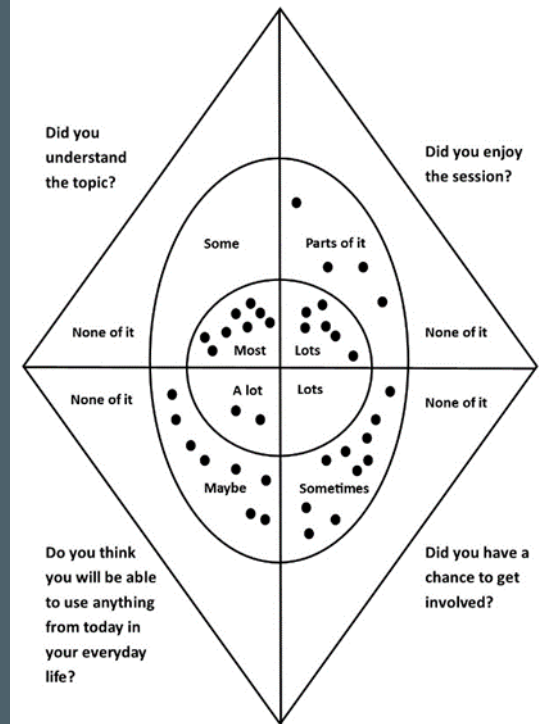 Did you
understand
the topic?
Did you enjoy
the session?
Some
Parts of it
None of it
Most
Lots
None of it
None of it
A lot
Lots
None of it
Maybe
Sometimes
Do you think
you will be able
to use anything
from today in
your everyday
life?
Did you have a
chance to get
involved?